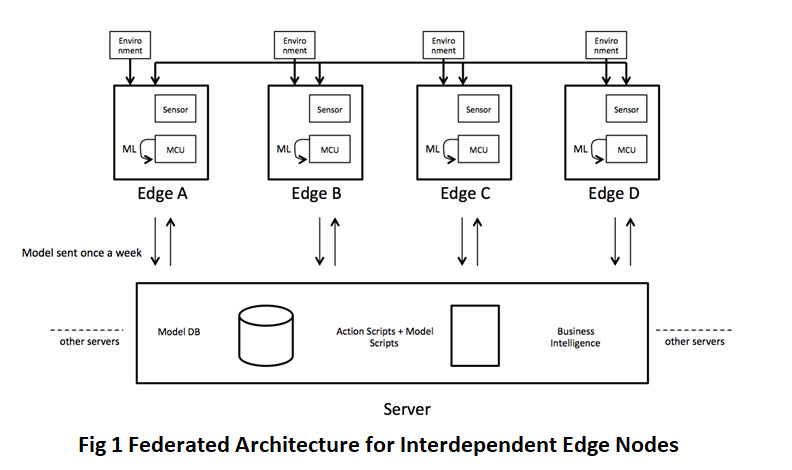 Enviro
nment
Enviro
nment
Enviro
nment
Enviro
nment
Sensor
Sensor
Sensor
Sensor
ML
MCU
ML
MCU
ML
MCU
ML
MCU
Edge A
Edge B
Edge C
Edge D
Model sent once a week
other servers
Model DB
Action Scripts + Model
Scripts
Business
Intelligence
other servers
Server
Fig 1 Federated Architecture for Interdependent Edge Nodes